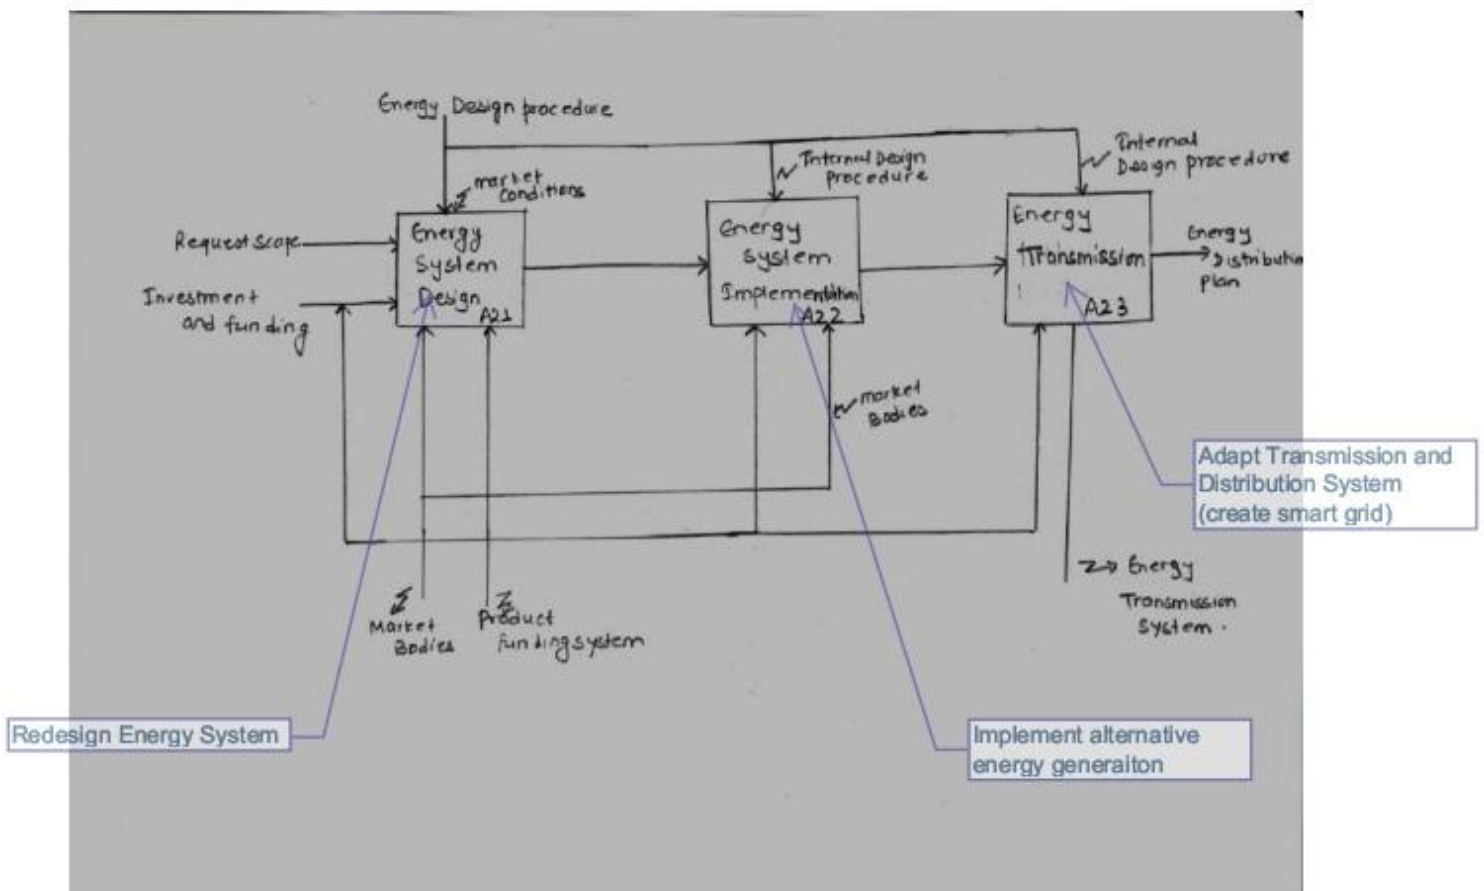 Energy Design procedure
market
Conditions
Internal Design
Procedure
Internal
Design procedure
Request scope
Investment
and funding
Energy
System
Design
A21
Energy
System
Implementation
A22
Energy
Transmission
A23
Energy
Distribution
Plan
market
Bodies
Market
Bodies
Product
funding system
Energy
Transmission
System.
Adapt Transmission and
Distribution System
(create smart grid)
Redesign Energy System
Implement alternative
energy generaiton